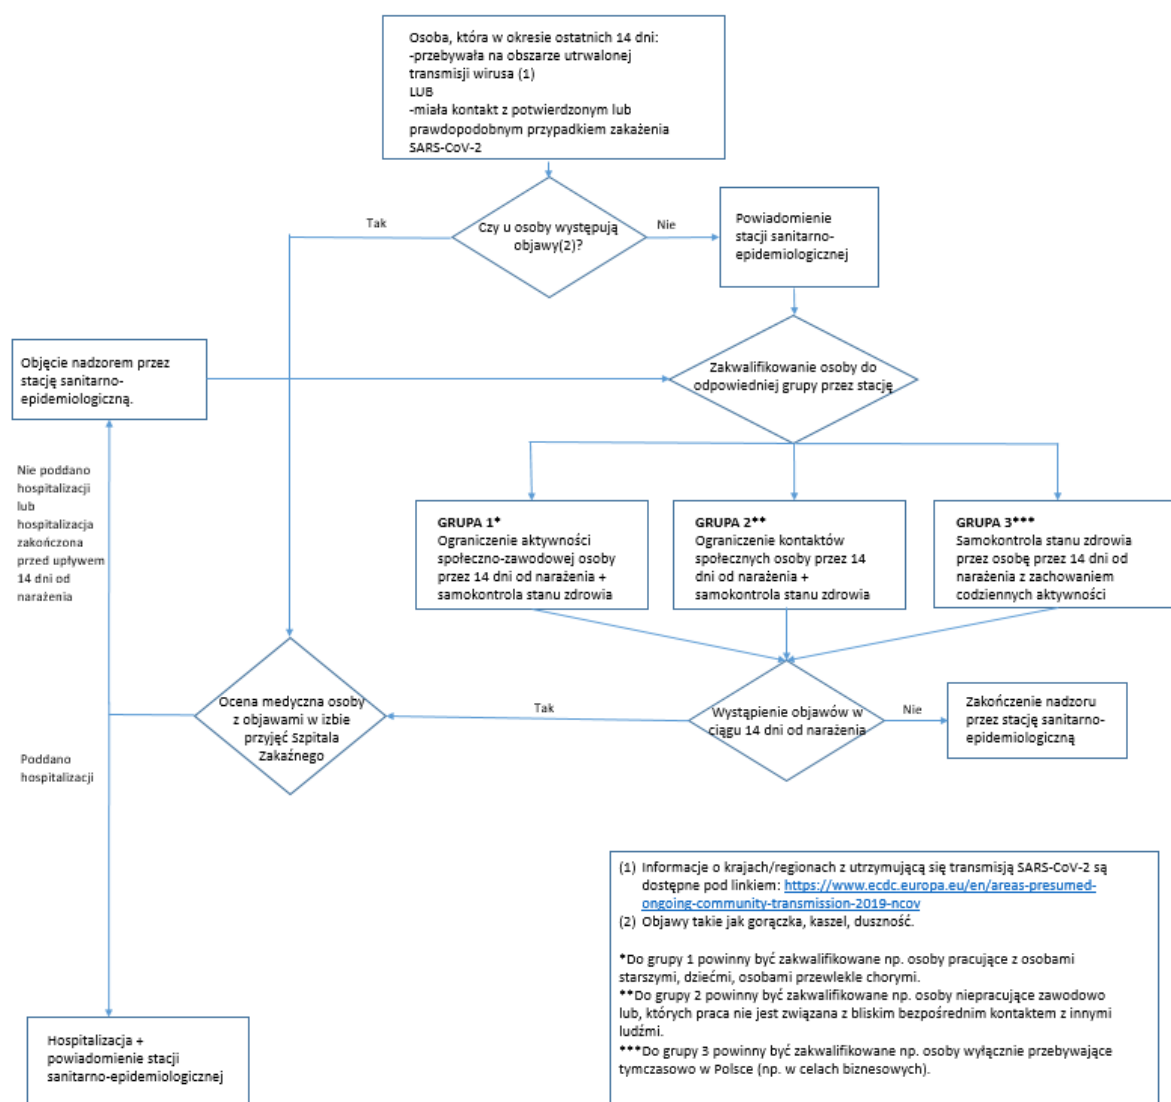 Osoba, która w okresie ostatnich 14 dni:
-przebywała na obszarze utrwalonej
transmisji wirusa (1)
LUB
-miała kontakt z potwierdzonym lub
prawdopodobnym przypadkiem zakażenia
SARS-CoV-2
Tak
Czy u osoby występują
objawy(2)?
Nie
Powiadomienie
stacji sanitarno-
epidemiologicznej
Objęcie nadzorem przez
stację sanitarno-
epidemiologiczną.
Zakwalifikowanie osoby do
odpowiedniej grupy przez stację
Nie poddano
hospitalizacji
lub
hospitalizacja
zakończona
przed upływem
14 dni od
narażenia
GRUPA 1*
Ograniczenie aktywności
społeczno-zawodowej osoby
przez 14 dni od narażenia +
samokontrola stanu zdrowia
GRUPA 2**
Ograniczenie kontaktów
społecznych osoby przez 14
dni od narażenia +
samokontrola stanu zdrowia
GRUPA 3***
Samokontrola stanu zdrowia
przez osobę przez 14 dni od
narażenia z zachowaniem
codziennych aktywności
Ocena medyczna osoby
z objawami w izbie
przyjęć Szpitala
Zakaźnego
Tak
Wystąpienie objawów w
ciągu 14 dni od narażenia
Nie
Zakończenie nadzoru
przez stację sanitarno-
epidemiologiczną
Poddano
hospitalizacji
Hospitalizacja +
powiadomienie stacji
sanitarno-epidemiologicznej
(1) Informacje o krajach/regionach z utrzymującą się transmisją SARS-CoV-2 są
dostępne pod linkiem: https://www.ecdc.europa.eu/en/areas-presumed-
ongoing-community-transmission-2019-ncov
(2) Objawy takie jak gorączka, kaszel, duszność.
*Do grupy 1 powinny być zakwalifikowane np. osoby pracujące z osobami
starszymi, dziećmi, osobami przewlekle chorymi.
**Do grupy 2 powinny być zakwalifikowane np. osoby niepracujące zawodowo
lub, których praca nie jest związana z bliskim bezpośrednim kontaktem z innymi
ludźmi.
***Do grupy 3 powinny być zakwalifikowane np. osoby wyłącznie przebywające
tymczasowo w Polsce (np. w celach biznesowych).